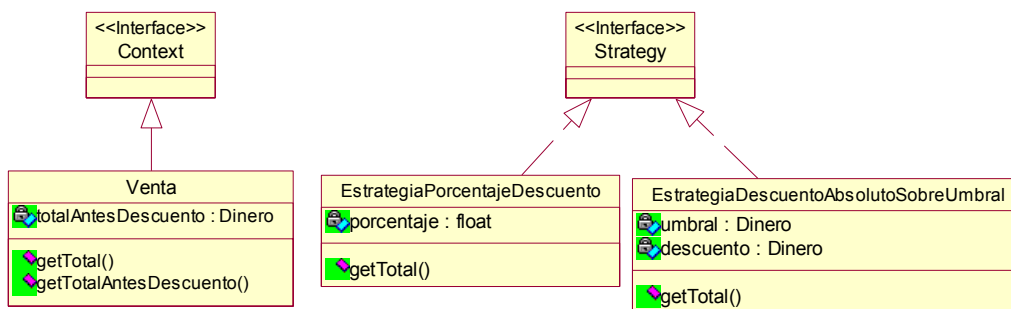 <<Interface>>
Context
<<Interface>>
Strategy
Venta
totalAntesDescuento : Dinero
getTotal()
getTotalAntesDescuento()
EstrategiaPorcentajeDescuento
porcentaje : float
getTotal()
EstrategiaDescuentoAbsolutoSobreUmbral
umbral : Dinero
descuento : Dinero
getTotal()